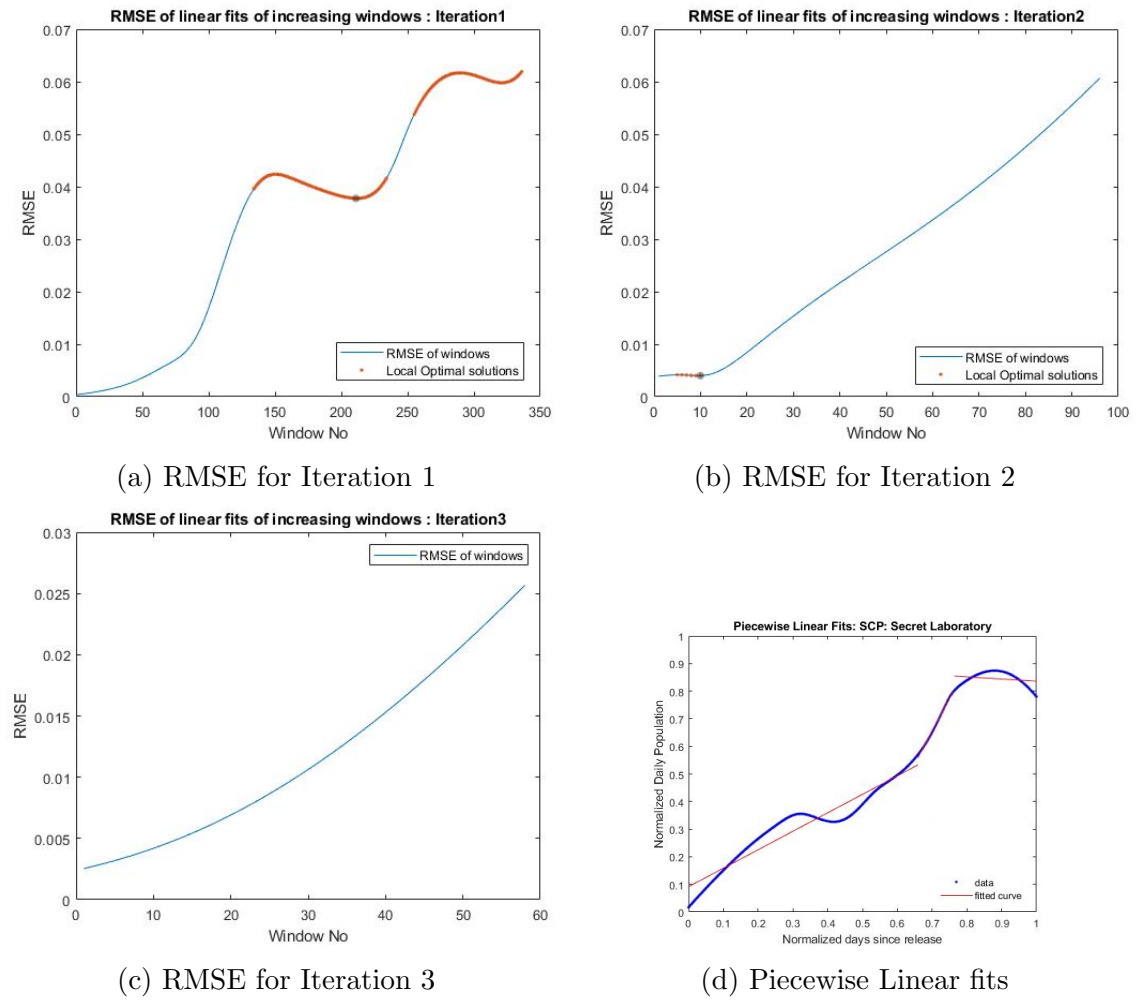 RMSE of linear fits of increasing windows : Iteration1
0.07
0.06
0.05
0.04
0.03
0.02
0.01
0
RMSE
RMSE of windows
Local Optimal solutions
0 50 100 150 200 250 300 350
Window No
(a) RMSE for Iteration 1
RMSE of linear fits of increasing windows : Iteration2
0.07
0.06
0.05
0.04
0.03
0.02
0.01
0
RMSE
RMSE of windows
Local Optimal solutions
0 10 20 30 40 50 60 70 80 90 100
Window No
(b) RMSE for Iteration 2
RMSE of linear fits of increasing windows : Iteration3
0.03
0.025
0.02
0.015
0.01
0.005
0
RMSE
RMSE of windows
0 10 20 30 40 50 60
Window No
(c) RMSE for Iteration 3
Piecewise Linear Fits: SCP: Secret Laboratory
1
0.9
0.8
0.7
0.6
0.5
0.4
0.3
0.2
0.1
0
Normalized Daily Population
data
fitted curve
0 0.1 0.2 0.3 0.4 0.5 0.6 0.7 0.8 0.9 1
Normalized days since release
(d) Piecewise Linear fits